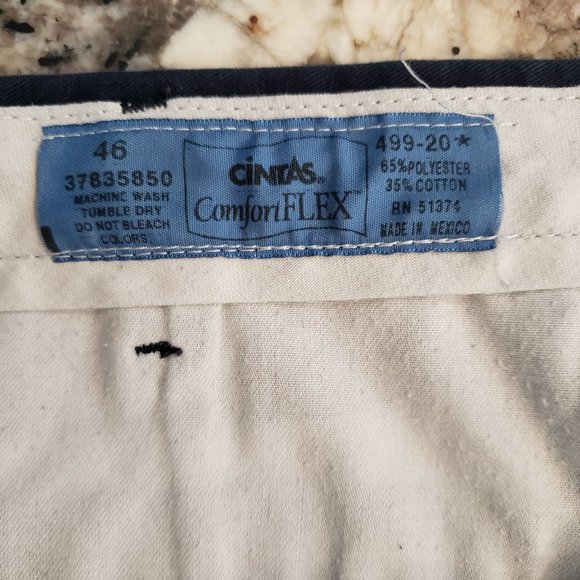 46
37835850
MACHINE WASH
TUMBLE DRY
DO NOT BLEACH
COLORS.
CINTAS®
ComfortFLEX™
499-20*
65% POLYESTER
35% COTTON
RN 51374
MADE IN MEXICO